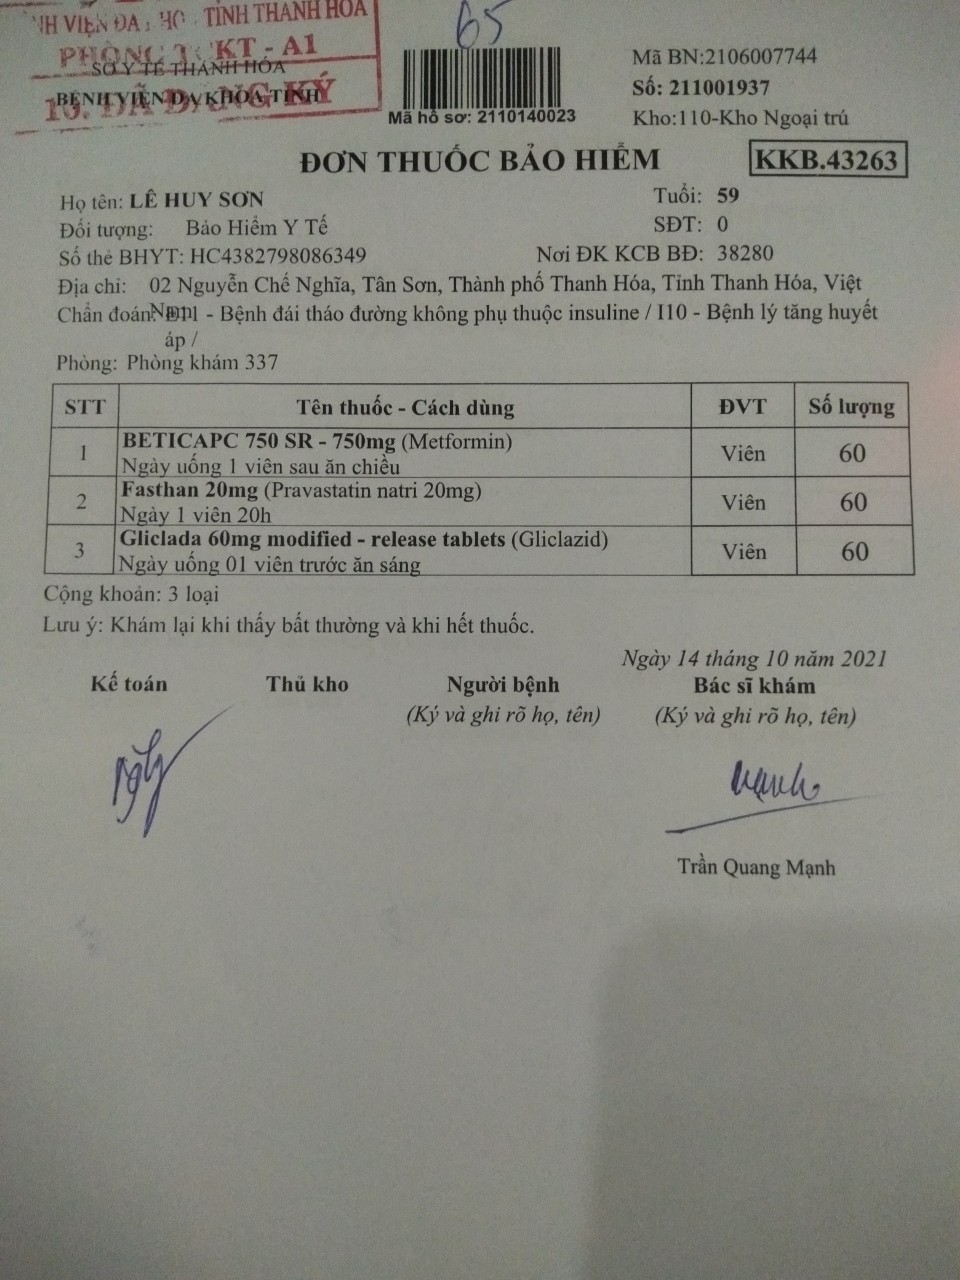 65
VIỆN ĐA TỈNH THANH HÓA
PHÒNG TCKT - A1
SỞ Y TẾ THANH HÓA
BỆNH VIỆN ĐA KHOA TỈNH
10. ĐÃ ĐĂNG KÝ
Mã hồ sơ: 2110140023
Mã BN:2106007744
Số: 211001937
Kho:110-Kho Ngoại trú
ĐƠN THUỐC BẢO HIỂM
KKB.43263
Họ tên: LÊ HUY SƠN Tuổi: 59
Đối tượng: Bảo Hiểm Y Tế SĐT: 0
Số thẻ BHYT: HC4382798086349 Nơi ĐK KCB BĐ: 38280
Địa chỉ: 02 Nguyễn Chế Nghĩa, Tân Sơn, Thành phố Thanh Hóa, Tỉnh Thanh Hóa, Việt
Nam
Chẩn đoán: E11 - Bệnh đái tháo đường không phụ thuộc insuline / I10 - Bệnh lý tăng huyết
áp /
Phòng: Phòng khám 337
STT Tên thuốc - Cách dùng ĐVT Số lượng
1 BETICAPC 750 SR - 750mg (Metformin) Viên 60
Ngày uống 1 viên sau ăn chiều
2 Fasthan 20mg (Pravastatin natri 20mg) Viên 60
Ngày 1 viên 20h
3 Gliclada 60mg modified - release tablets (Gliclazid) Viên 60
Ngày uống 01 viên trước ăn sáng
Cộng khoản: 3 loại
Lưu ý: Khám lại khi thấy bất thường và khi hết thuốc.
Ngày 14 tháng 10 năm 2021
Kế toán Thủ kho Người bệnh Bác sĩ khám
(Ký và ghi rõ họ, tên) (Ký và ghi rõ họ, tên)
Mạnh
Trần Quang Mạnh